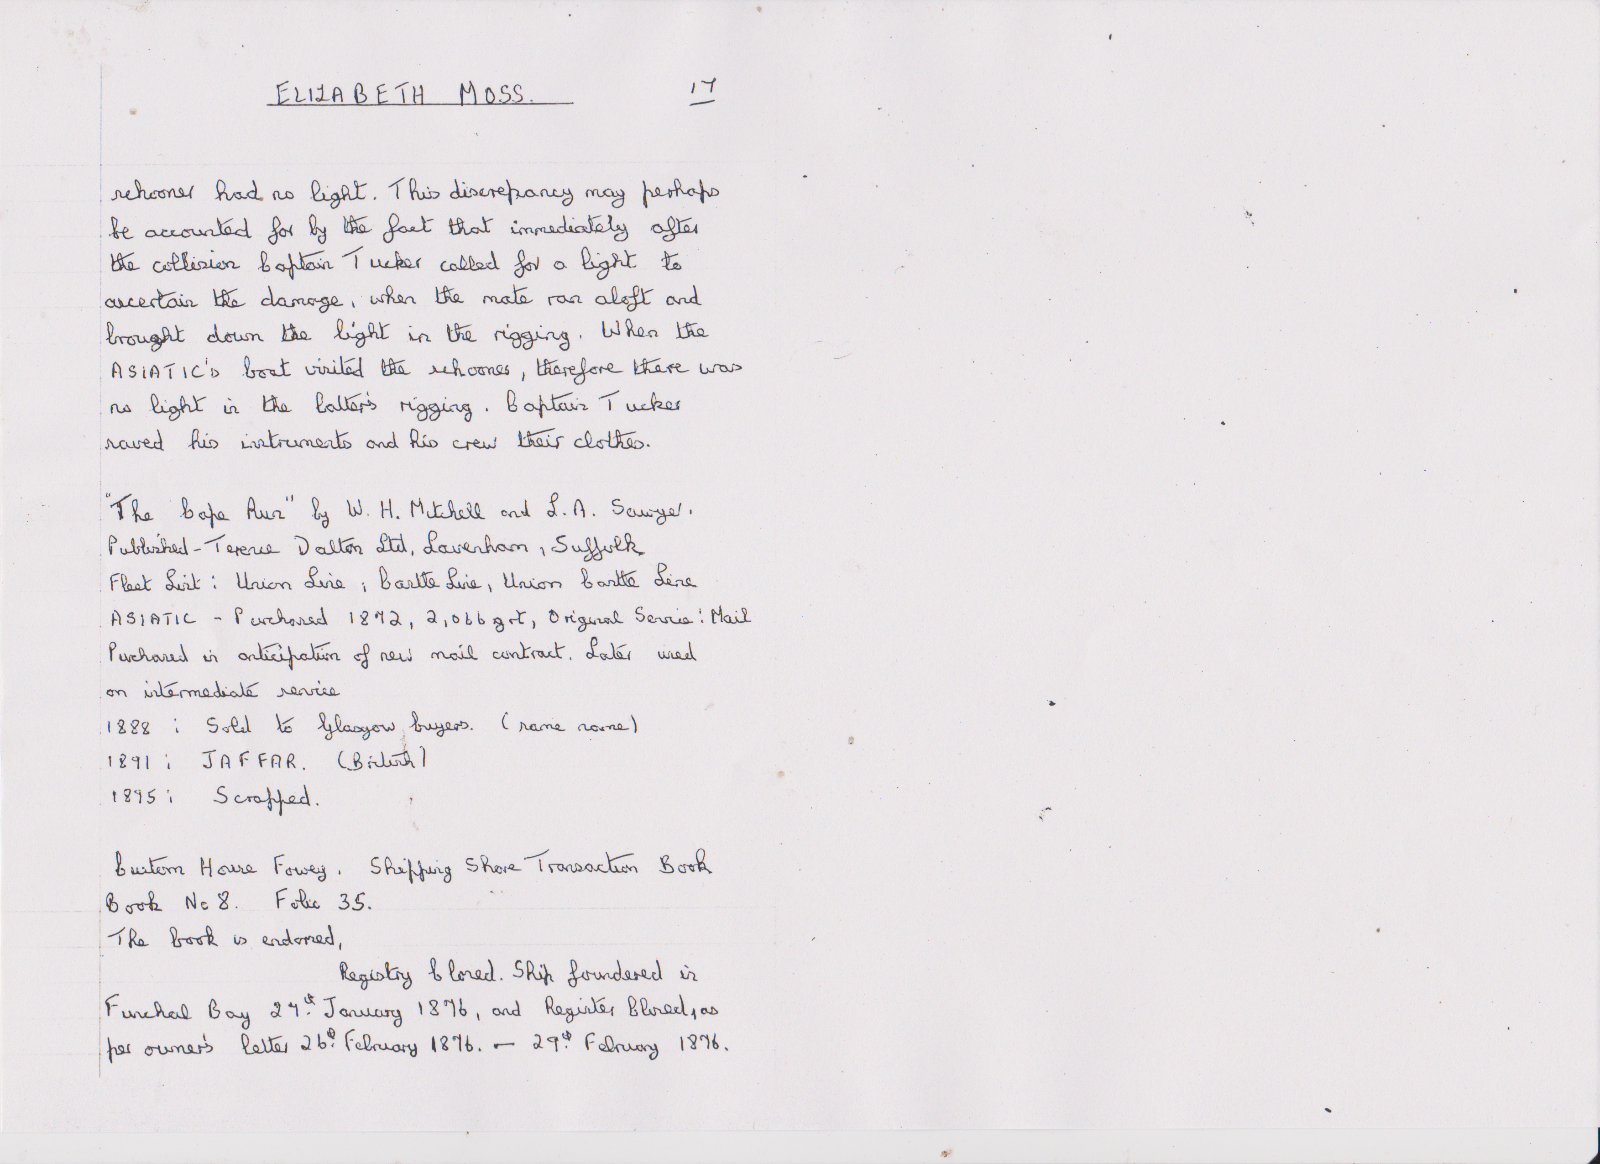 ELIZABETH MOSS. 17
schooner had no light. This discrepancy may perhaps
be accounted for by the fact that immediately after
the collision Captain Tucker called for a light to
ascertain the damage, when the mate ran aloft and
brought down the light in the rigging. When the
ASIATIC's boat visited the schooner, therefore there was
no light in the latter's rigging. Captain Tucker
saved his instruments and his crew their clothes.
"The Cape Run" by W. H. Mitchell and L. A. Sawyer.
Published - Terence Dalton Ltd, Lavenham, Suffolk
Fleet List: Union Line, Castle Line, Union Castle Line
ASIATIC - Purchased 1872, 2,066 grt, Original Service: Mail
Purchased in anticipation of new mail contract. Later used
on intermediate service
1888 : Sold to Glasgow buyers. (same name)
1891 : JAFFAR. (British)
1895 : Scrapped.
Custom House Fowey. Shipping Share Transaction Book
Book No 8. Folio 35.
The book is endorsed,
Registry Closed. Ship foundered in
Funchal Bay 27th January 1876, and Register Closed, as
per owner's letter 26th February 1876. — 29th February 1876.